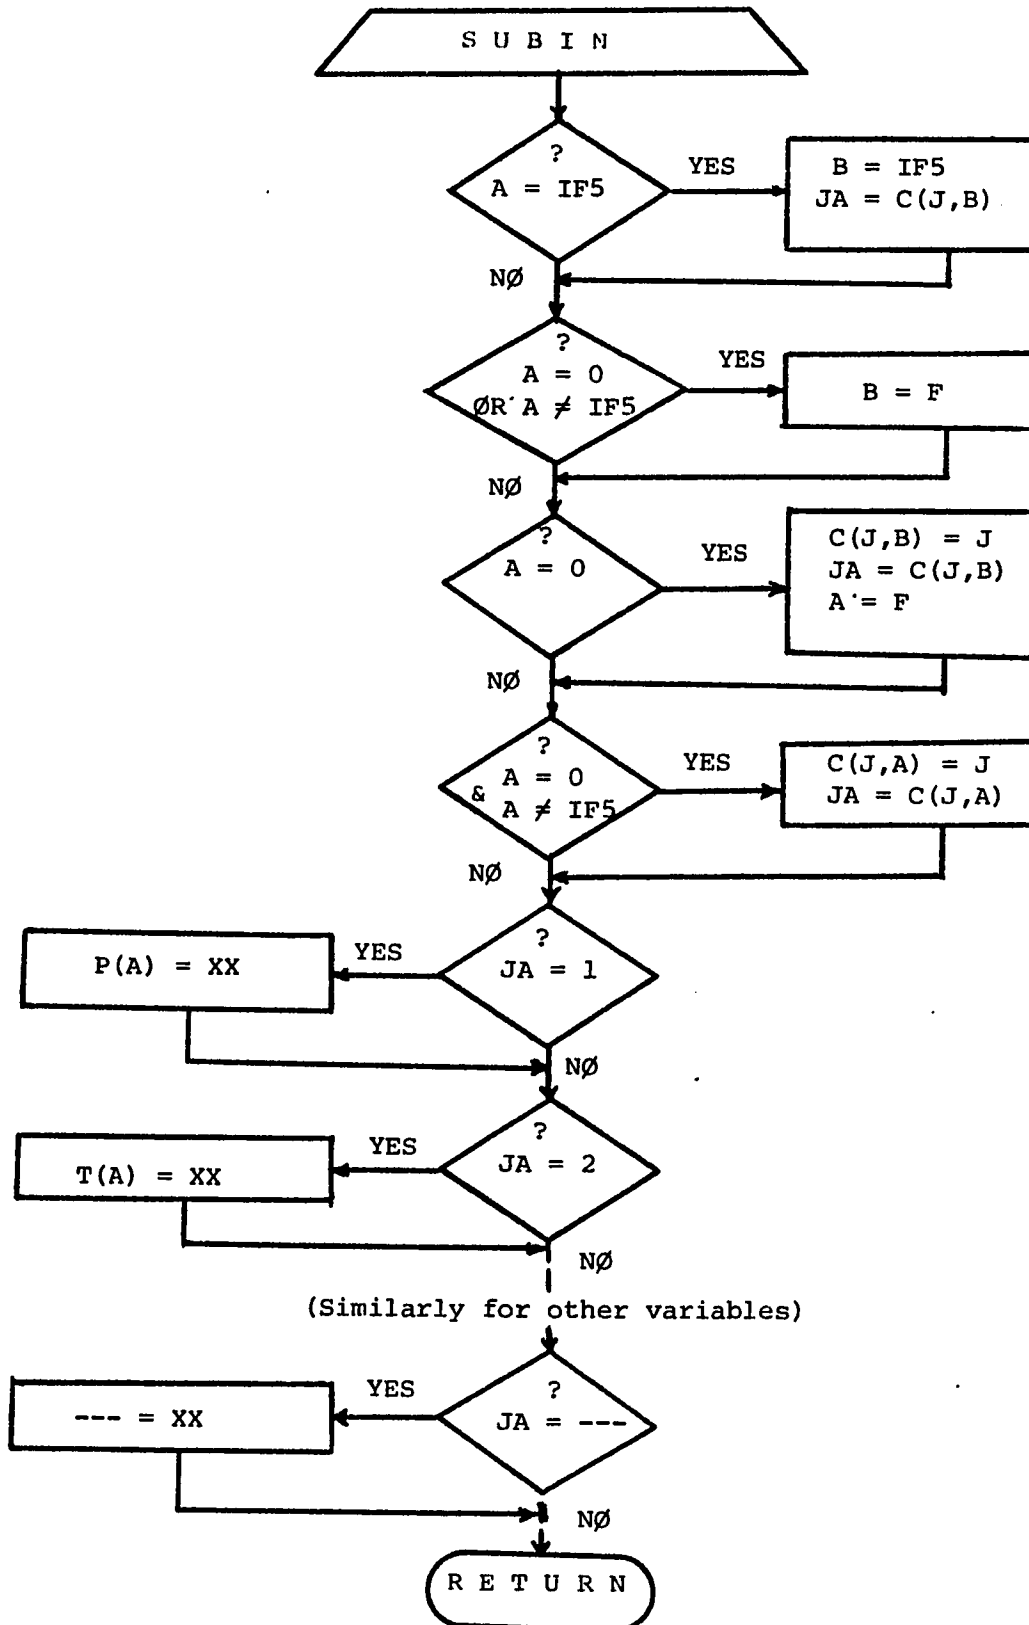 S U B I N
?
A = IF5
YES
B = IF5
JA = C(J,B)
NØ
?
A = 0
ØR A ≠ IF5
YES
B = F
NØ
?
A = 0
YES
C(J,B) = J
JA = C(J,B)
A = F
NØ
?
A = 0
& A ≠ IF5
YES
C(J,A) = J
JA = C(J,A)
NØ
?
JA = 1
YES
P(A) = XX
NØ
?
JA = 2
YES
T(A) = XX
NØ
(Similarly for other variables)
?
JA = ---
YES
--- = XX
NØ
R E T U R N